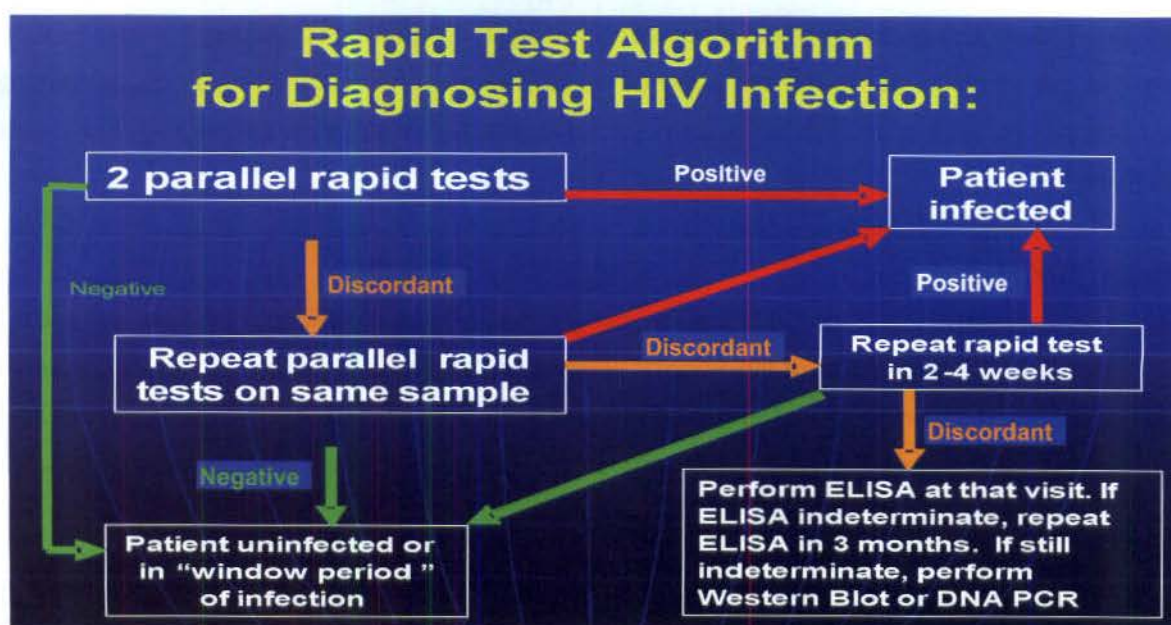 Rapid Test Algorithm
for Diagnosing HIV Infection:
2 parallel rapid tests
Positive
Patient
infected
Negative
Discordant
Positive
Repeat parallel rapid
tests on same sample
Discordant
Repeat rapid test
in 2-4 weeks
Negative
Discordant
Patient uninfected or
in “window period ”
of infection
Perform ELISA at that visit. If
ELISA indeterminate, repeat
ELISA in 3 months. If still
indeterminate, perform
Western Blot or DNA PCR